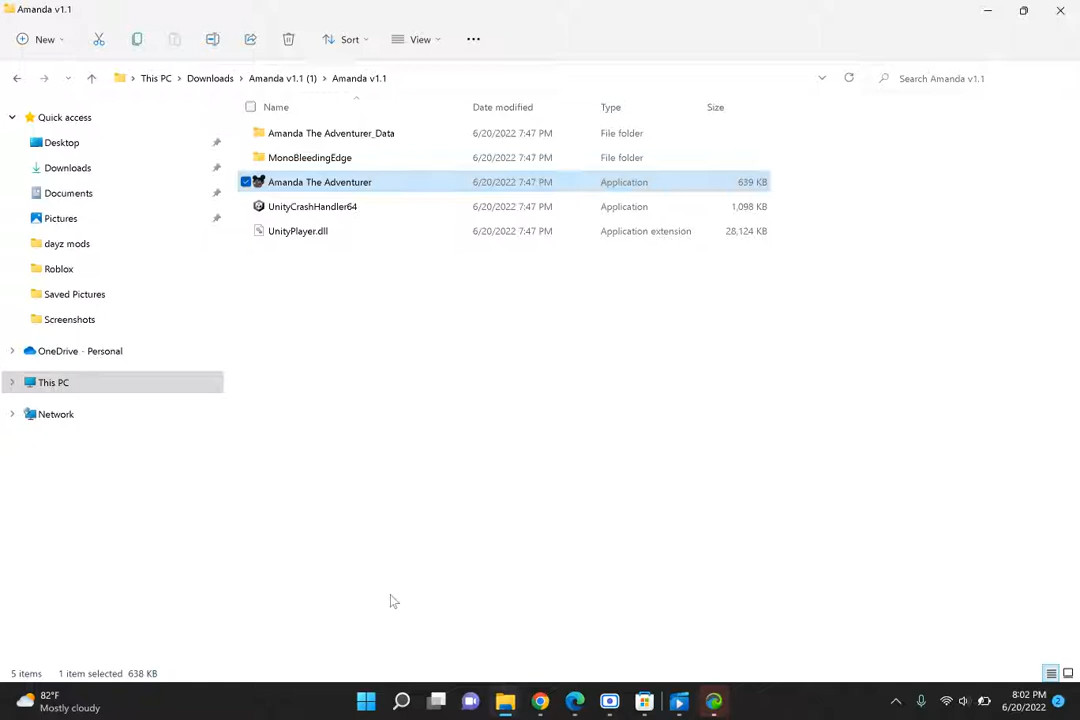 Amanda v1.1
New Sort View
This PC Downloads Amanda v1.1 (1) Amanda v1.1 Search Amanda v1.1
Name Date modified Type Size
Quick access
Desktop
Downloads
Documents
Pictures
dayz mods
Roblox
Saved Pictures
Screenshots
OneDrive - Personal
This PC
Network
Amanda The Adventurer_Data 6/20/2022 7:47 PM File folder
MonoBleedingEdge 6/20/2022 7:47 PM File folder
Amanda The Adventurer 6/20/2022 7:47 PM Application 639 KB
UnityCrashHandler64 6/20/2022 7:47 PM Application 1,098 KB
UnityPlayer.dll 6/20/2022 7:47 PM Application extension 28,124 KB
5 items 1 item selected 638 KB
82°F
Mostly cloudy
8:02 PM
6/20/2022
2